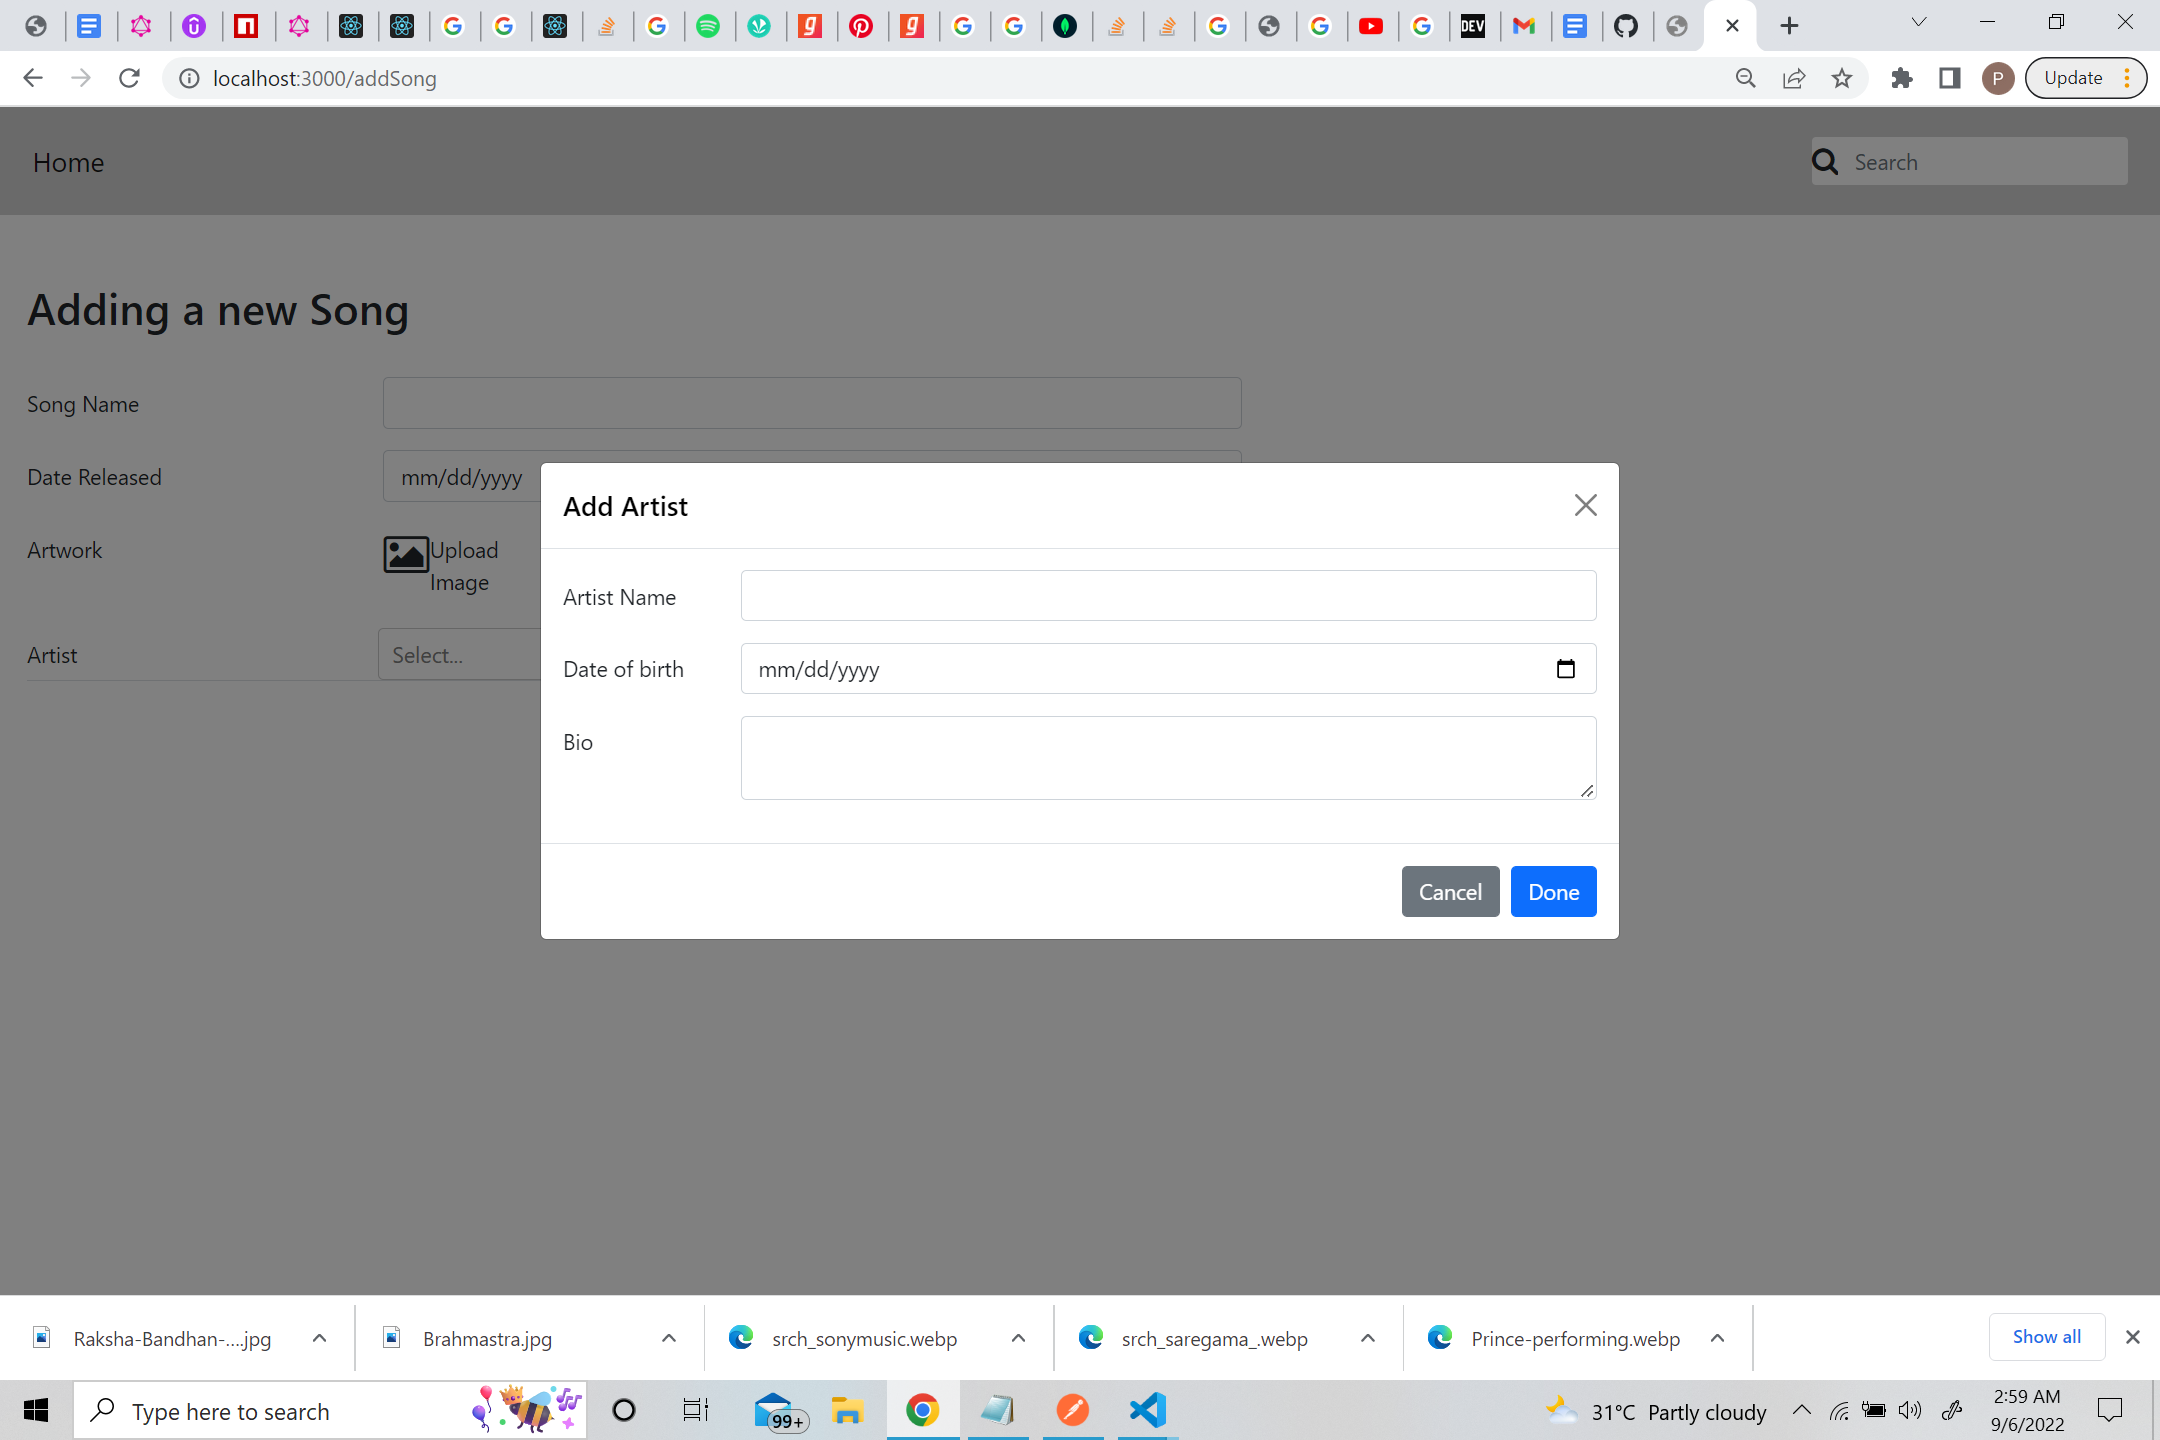 DEV
localhost:3000/addSong
P
Update
Home
Search
Adding a new Song
Song Name
Date Released
mm/dd/yyyy
Artwork
Upload
Image
Artist
Select...
Add Artist
Artist Name
Date of birth
mm/dd/yyyy
Bio
Cancel
Done
Raksha-Bandhan-....jpg
Brahmastra.jpg
srch_sonymusic.webp
srch_saregama_.webp
Prince-performing.webp
Show all
Type here to search
99+
31°C Partly cloudy
2:59 AM
9/6/2022